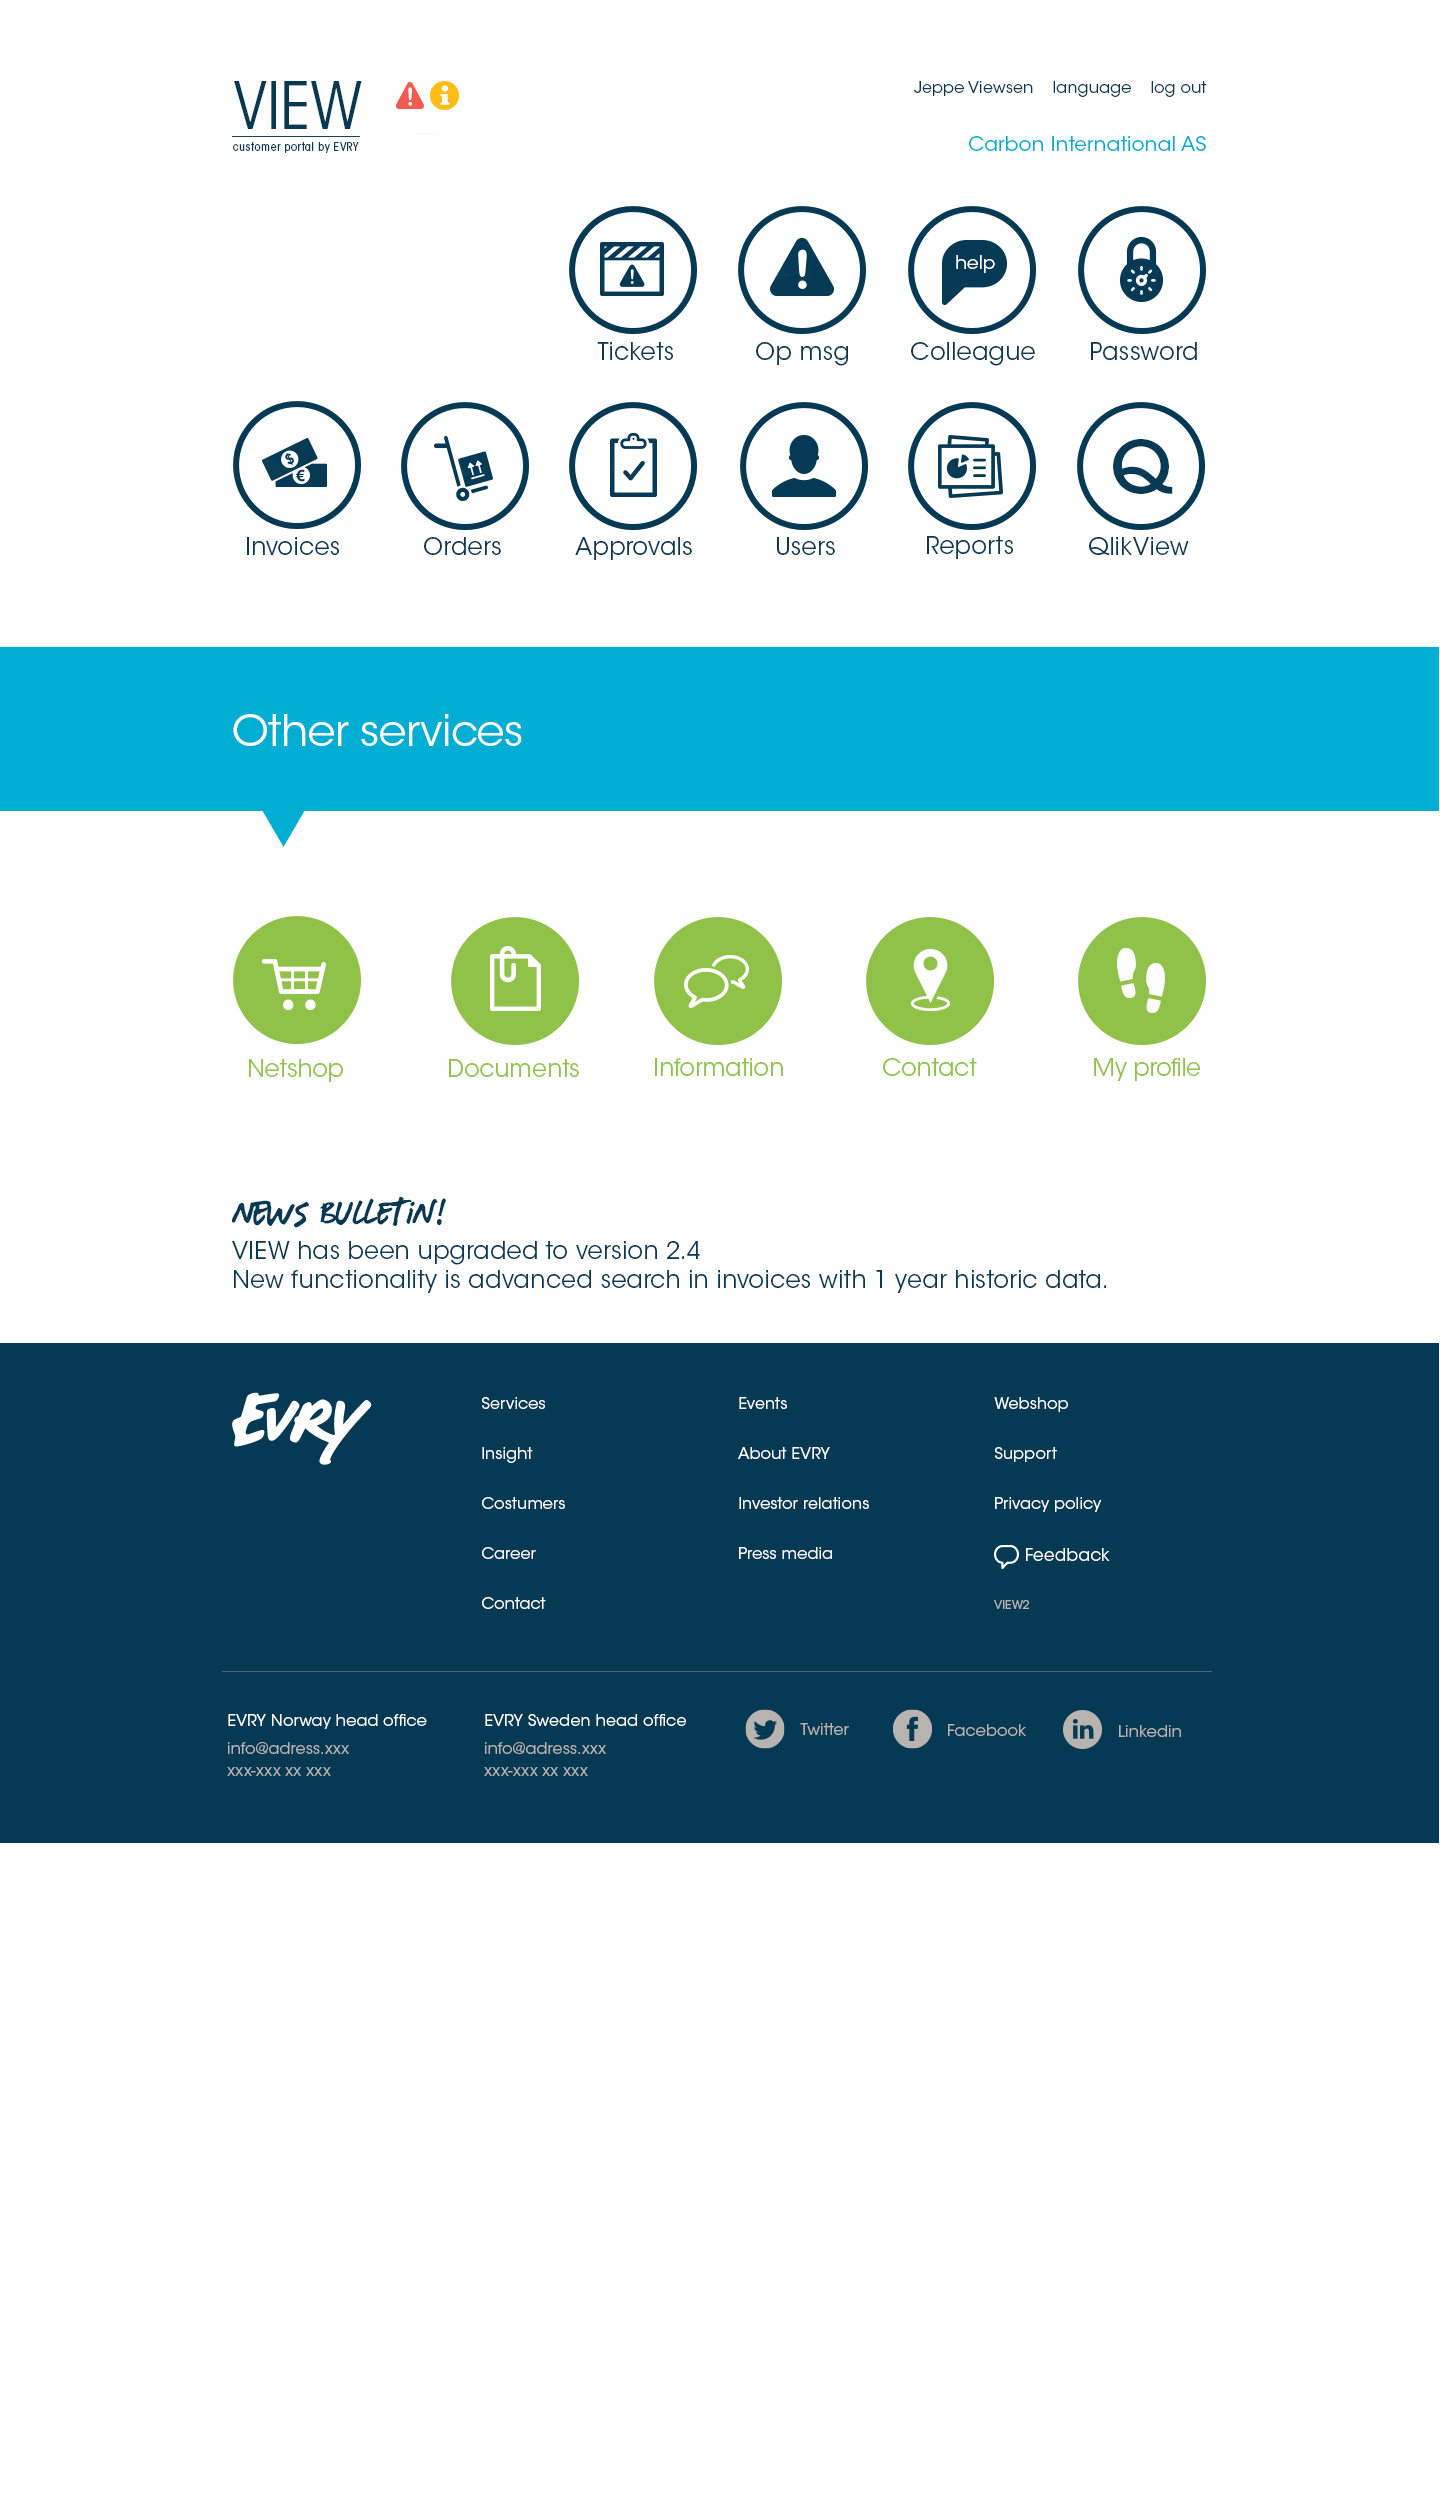 VIEW
customer portal by EVRY
Jeppe Viewsen language log out
Carbon International AS
help
Tickets Op msg Colleague Password
$
€
Q
Invoices Orders Approvals Users Reports QlikView
Other services
Netshop Documents Information Contact My profile
NEWS BULLETiN!
VIEW has been upgraded to version 2.4
New functionality is advanced search in invoices with 1 year historic data.
EVRY
Services Events Webshop
Insight About EVRY Support
Costumers Investor relations Privacy policy
Career Press media Feedback
Contact VIEW2
EVRY Norway head office
info@adress.xxx
xxx-xxx xx xxx
EVRY Sweden head office
info@adress.xxx
xxx-xxx xx xxx
Twitter f Facebook in Linkedin